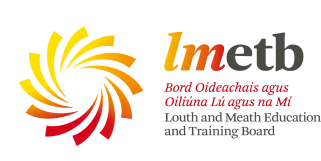 lmetb
Bord Oideachais agus
Oiliúna Lú agus na Mí
Louth and Meath Education
and Training Board